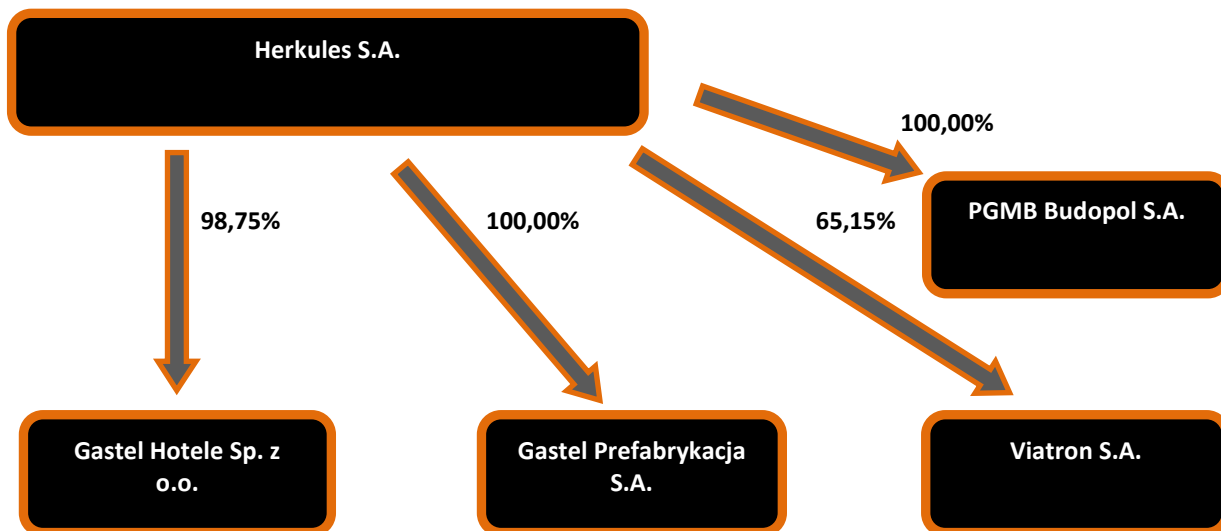 Herkules S.A.
100,00%
PGMB Budopol S.A.
98,75%
100,00%
65,15%
Gastel Hotele Sp. z
o.o.
Gastel Prefabrykacja
S.A.
Viatron S.A.